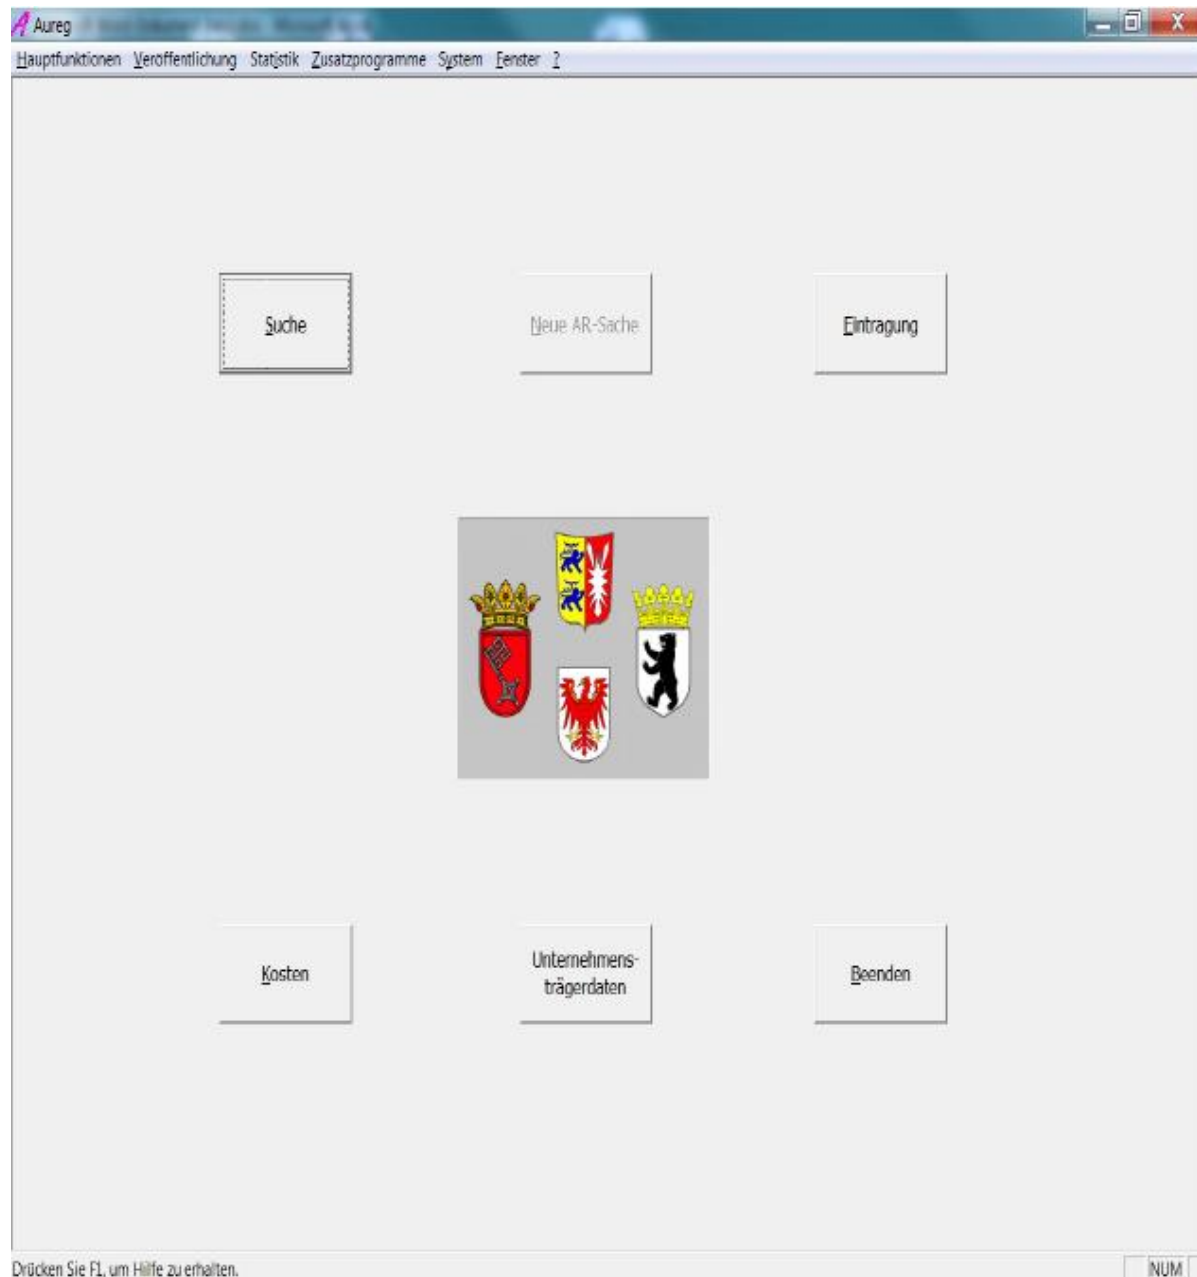 Aureg
Hauptfunktionen Veröffentlichung Statistik Zusatzprogramme System Fenster ?
Suche
Neue AR-Sache
Eintragung
Kosten
Unternehmens-
trägerdaten
Beenden
Drücken Sie F1, um Hilfe zu erhalten.
NUM